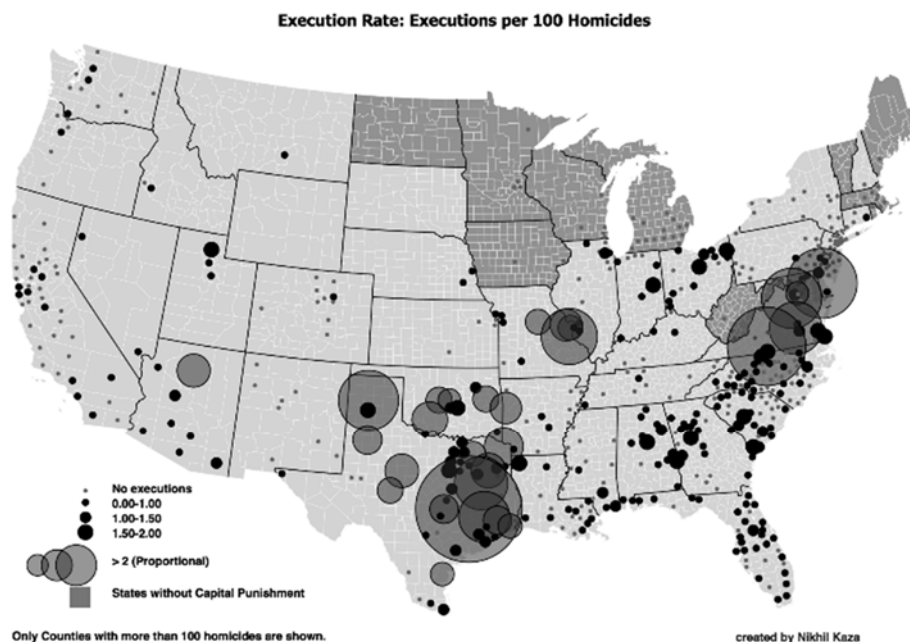 Execution Rate: Executions per 100 Homicides
No executions
0.00-1.00
1.00-1.50
1.50-2.00
> 2 (Proportional)
States without Capital Punishment
Only Counties with more than 100 homicides are shown.
created by Nikhil Kaza